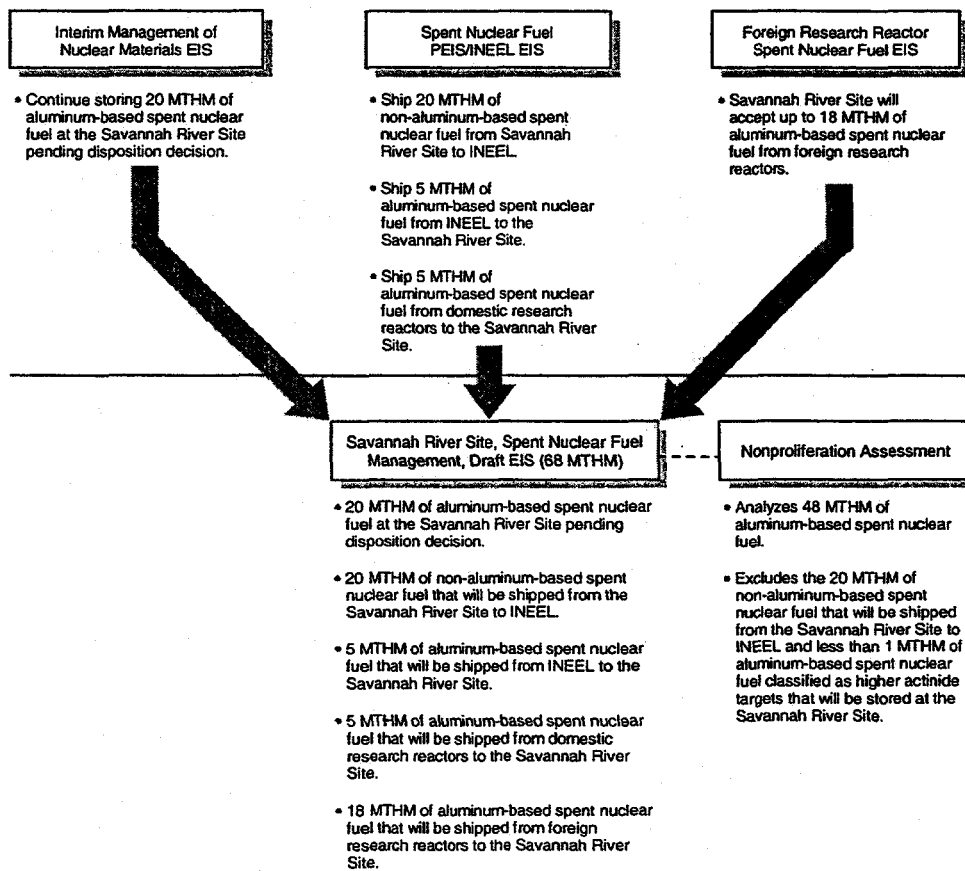 Interim Management of
Nuclear Materials EIS
• Continue storing 20 MTHM of
aluminum-based spent nuclear
fuel at the Savannah River Site
pending disposition decision.
Spent Nuclear Fuel
PEIS/INEEL EIS
• Ship 20 MTHM of
non-aluminum-based spent
nuclear fuel from Savannah
River Site to INEEL.
• Ship 5 MTHM of
aluminum-based spent nuclear
fuel from INEEL to the
Savannah River Site.
• Ship 5 MTHM of
aluminum-based spent nuclear
fuel from domestic research
reactors to the Savannah River
Site.
Foreign Research Reactor
Spent Nuclear Fuel EIS
• Savannah River Site will
accept up to 18 MTHM of
aluminum-based spent nuclear
fuel from foreign research
reactors.
Savannah River Site, Spent Nuclear Fuel
Management, Draft EIS (68 MTHM)
• 20 MTHM of aluminum-based spent nuclear
fuel at the Savannah River Site pending
disposition decision.
• 20 MTHM of non-aluminum-based spent
nuclear fuel that will be shipped from the
Savannah River Site to INEEL.
• 5 MTHM of aluminum-based spent nuclear
fuel that will be shipped from INEEL to the
Savannah River Site.
• 5 MTHM of aluminum-based spent nuclear
fuel that will be shipped from domestic
research reactors to the Savannah River
Site.
• 18 MTHM of aluminum-based spent nuclear
fuel that will be shipped from foreign
research reactors to the Savannah River
Site.
Nonproliferation Assessment
• Analyzes 48 MTHM of
aluminum-based spent nuclear
fuel.
• Excludes the 20 MTHM of
non-aluminum-based spent
nuclear fuel that will be shipped
from the Savannah River Site to
INEEL and less than 1 MTHM of
aluminum-based spent nuclear
fuel classified as higher actinide
targets that will be stored at the
Savannah River Site.